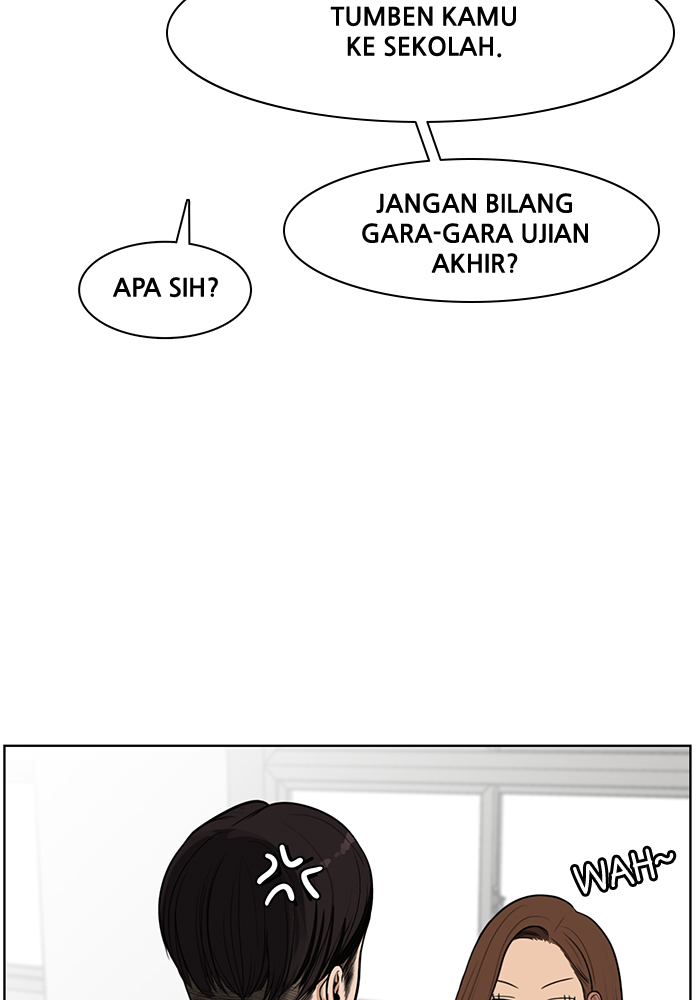 TUMBEN KAMU
KE SEKOLAH.
JANGAN BILANG
GARA-GARA UJIAN
AKHIR?
APA SIH?
WAH~